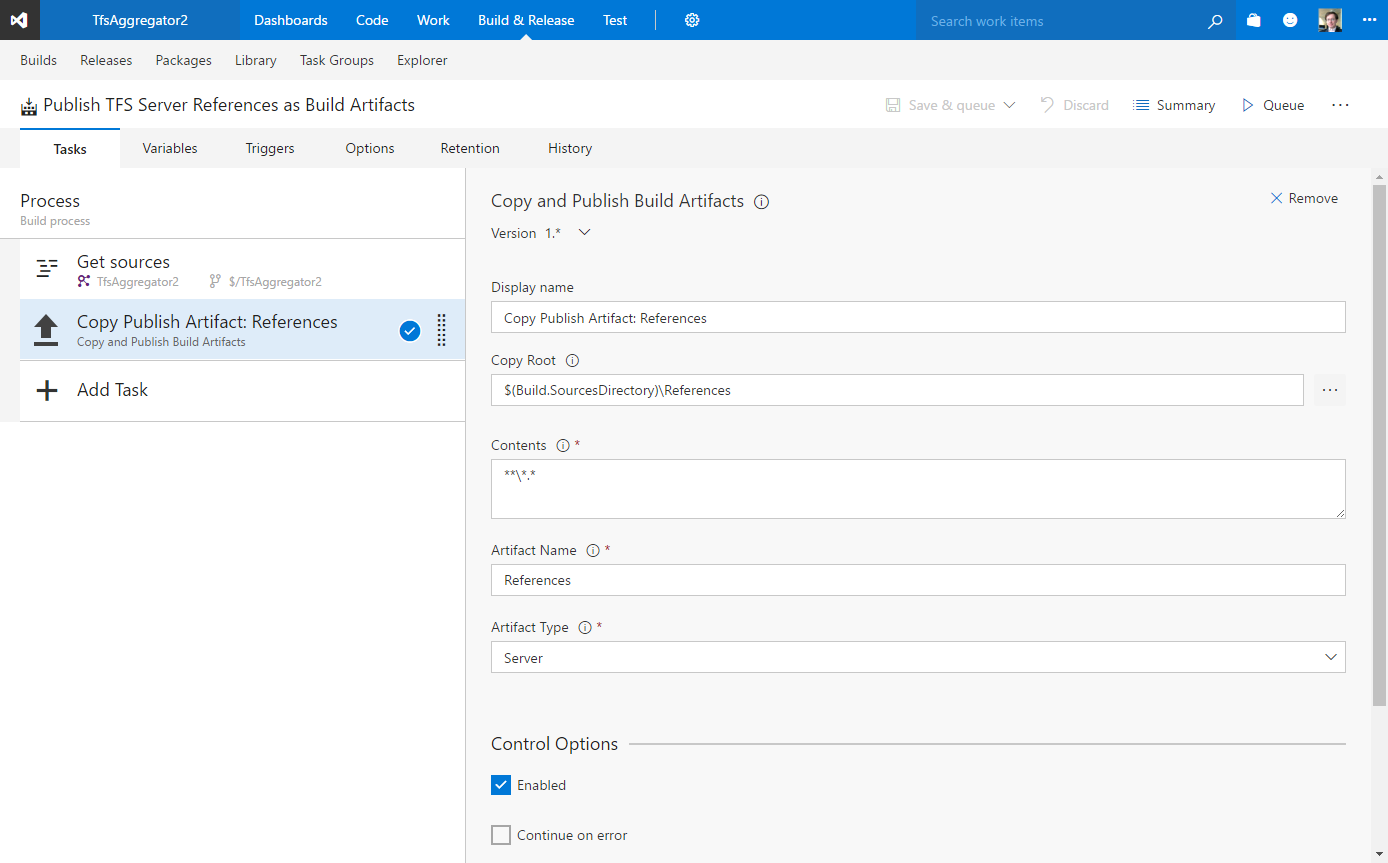 TfsAggregator2 Dashboards Code Work Build & Release Test Search work items
Builds Releases Packages Library Task Groups Explorer
Publish TFS Server References as Build Artifacts Save & queue Discard Summary Queue ...
Tasks Variables Triggers Options Retention History
Process
Build process
Get sources
TfsAggregator2 $/TfsAggregator2
Copy Publish Artifact: References
Copy and Publish Build Artifacts
Add Task
Copy and Publish Build Artifacts Remove
Version 1.*
Display name
Copy Publish Artifact: References
Copy Root
$(Build.SourcesDirectory)\References ...
Contents *
**\*.*
Artifact Name *
References
Artifact Type *
Server
Control Options
Enabled
Continue on error